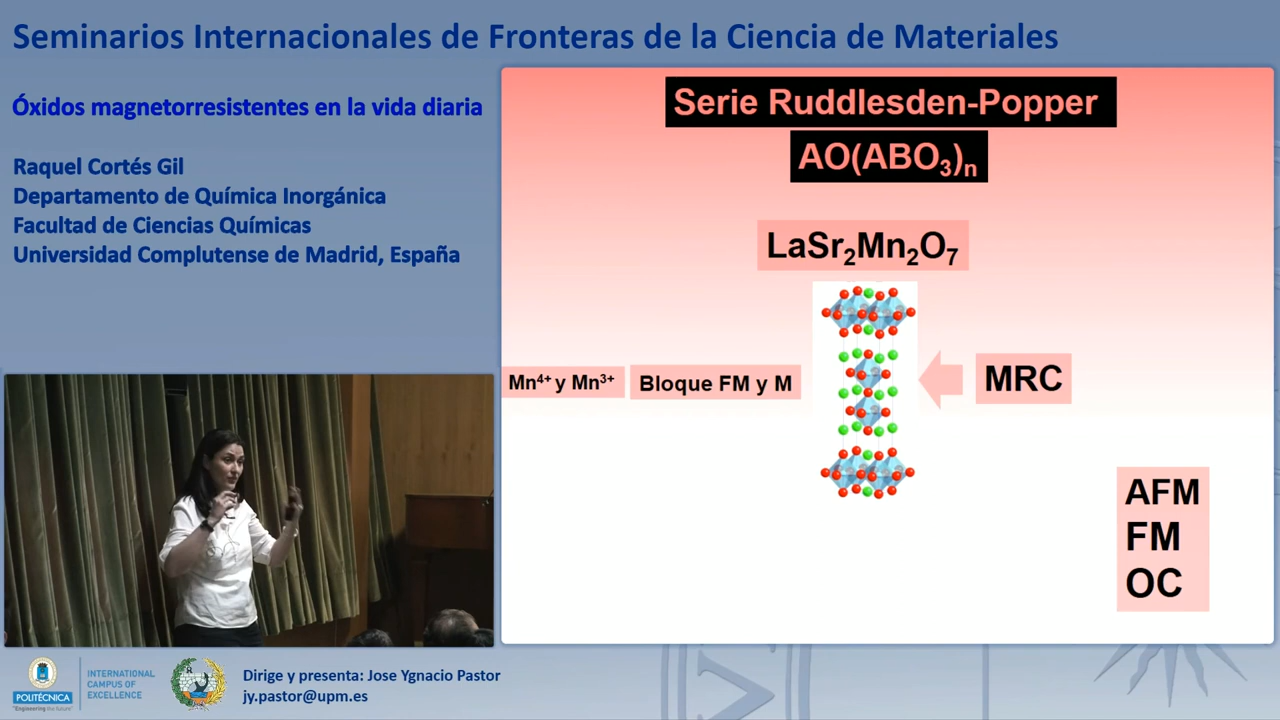 Seminarios Internacionales de Fronteras de la Ciencia de Materiales
Óxidos magnetorresistentes en la vida diaria
Raquel Cortés Gil
Departamento de Química Inorgánica
Facultad de Ciencias Químicas
Universidad Complutense de Madrid, España
Serie Ruddlesden-Popper
AO(ABO₃)ₙ
LaSr₂Mn₂O₇
Mn⁴⁺ y Mn³⁺
Bloque FM y M
MRC
AFM
FM
OC
POLITÉCNICA
"Engineering the future"
INTERNATIONAL
CAMPUS OF
EXCELLENCE
Dirige y presenta: Jose Ygnacio Pastor
jy.pastor@upm.es